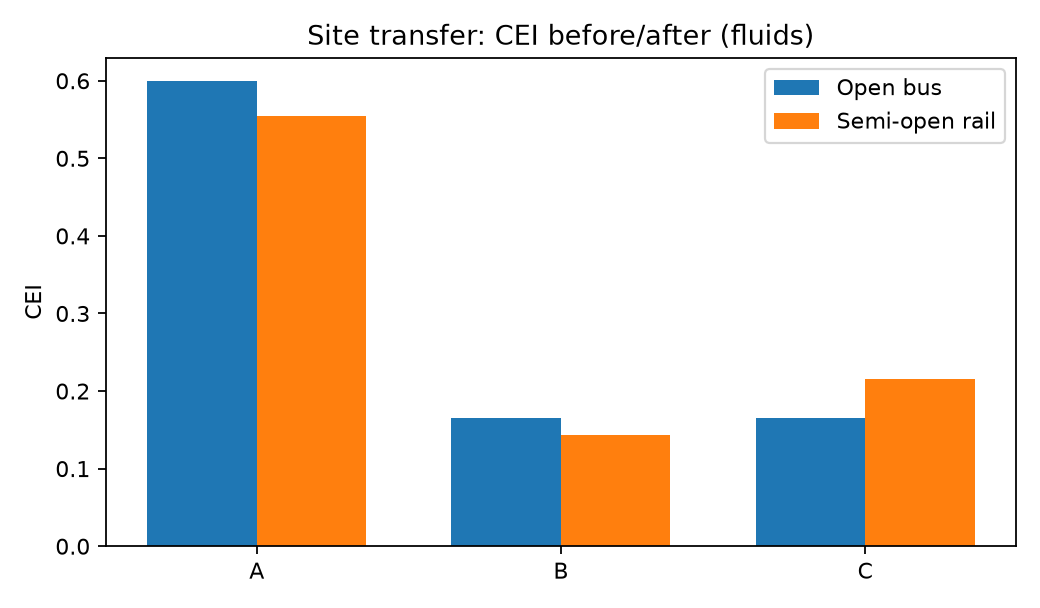 Site transfer: CEI before/after (fluids)
Open bus
Semi-open rail
CEI
0.6
0.5
0.4
0.3
0.2
0.1
0.0
A B C